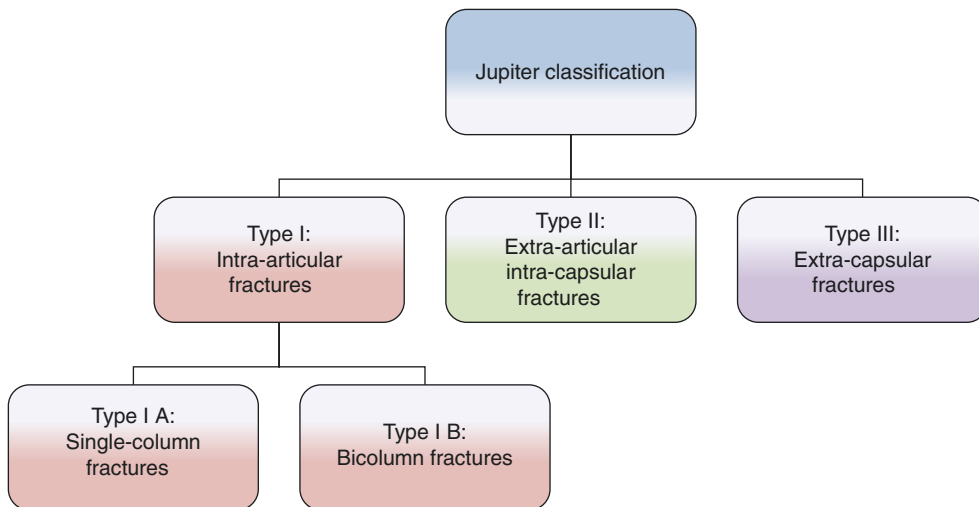 Jupiter classification
Type I:
Intra-articular
fractures
Type II:
Extra-articular
intra-capsular
fractures
Type III:
Extra-capsular
fractures
Type I A:
Single-column
fractures
Type I B:
Bicolumn fractures